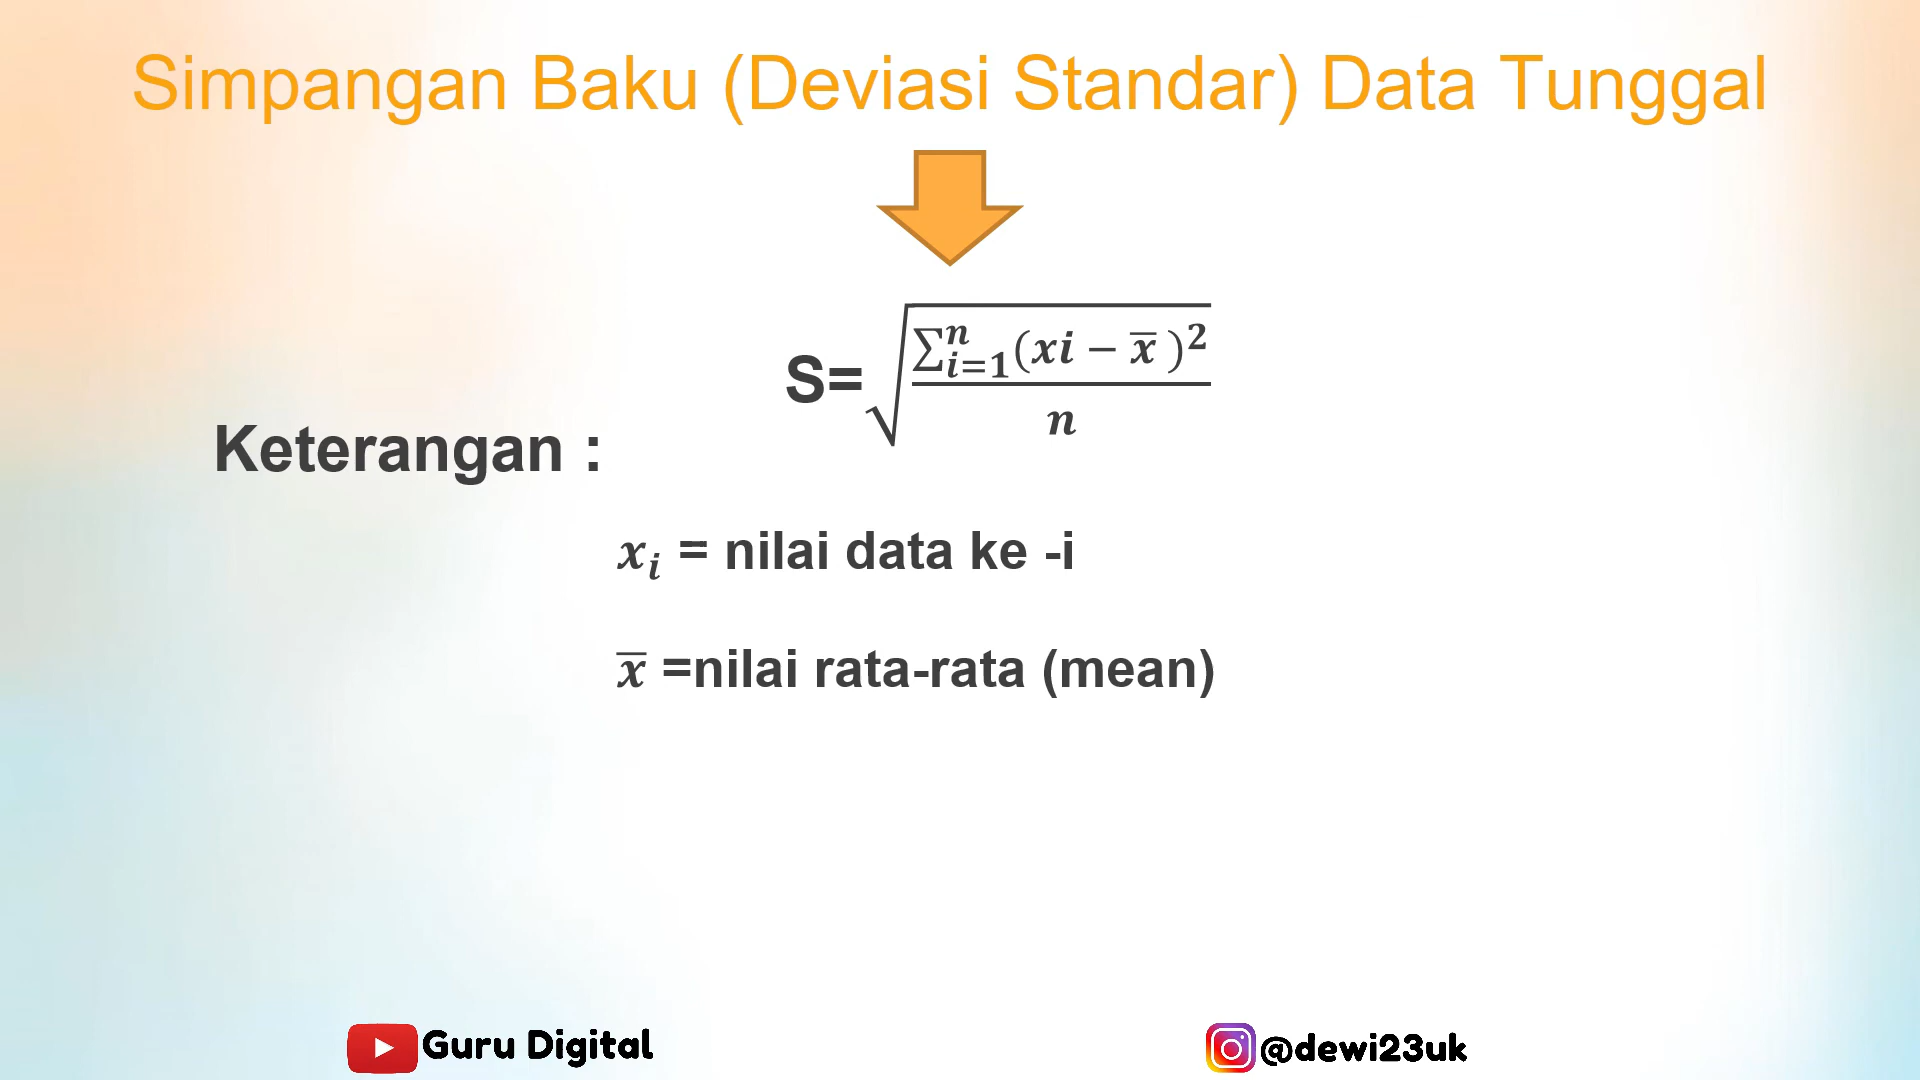 Simpangan Baku (Deviasi Standar) Data Tunggal
S=√(∑ⁿᵢ₌₁(xi − x̅ )²/n)
Keterangan :
xᵢ = nilai data ke -i
x̅ =nilai rata-rata (mean)
Guru Digital
@dewi23uk